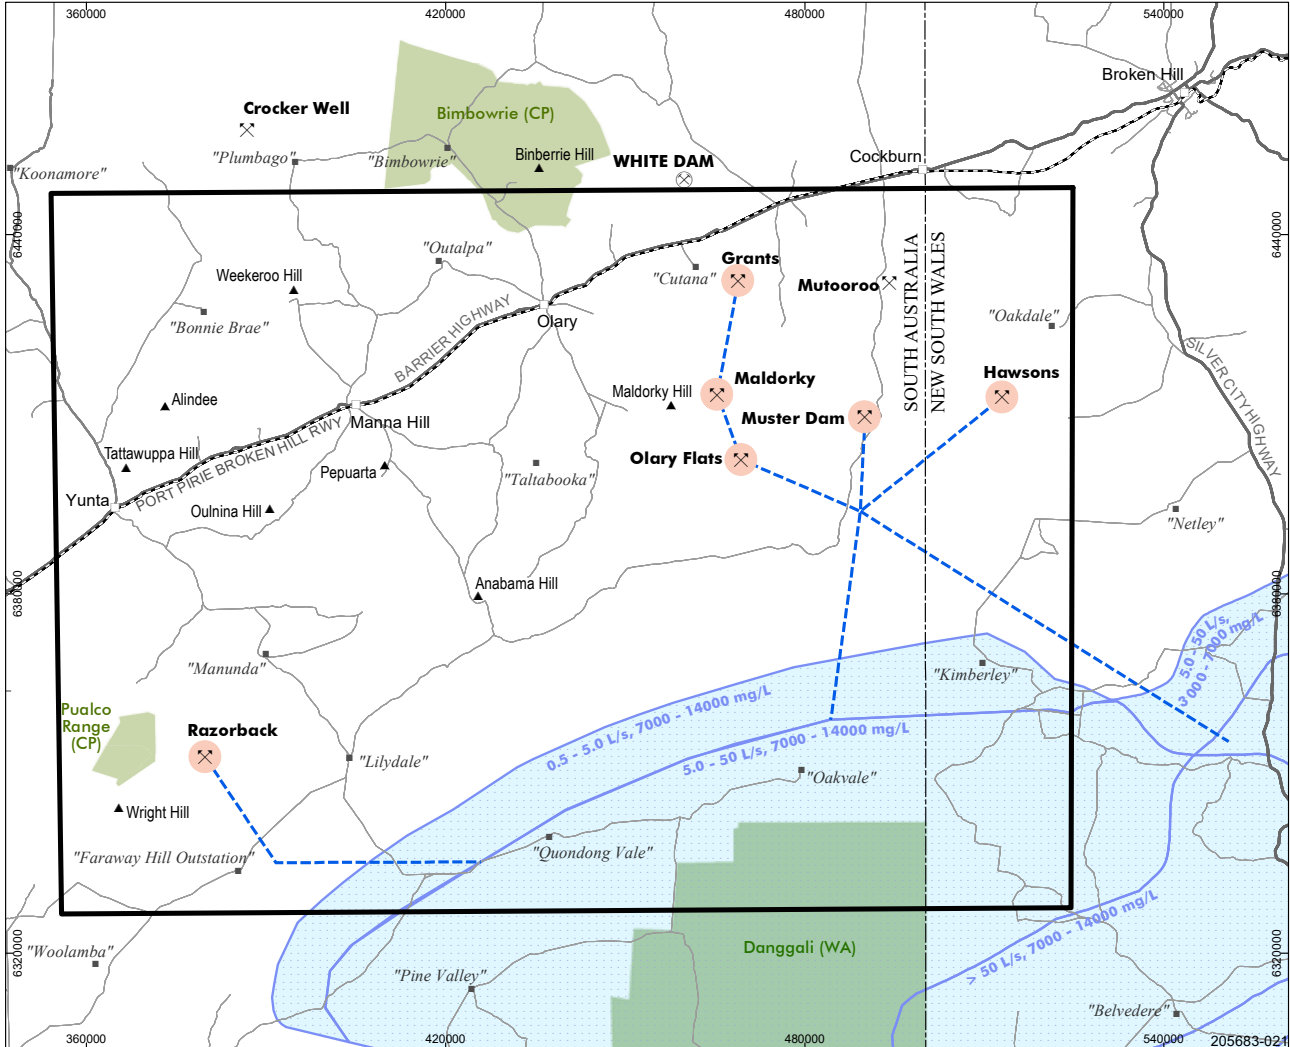 360000
420000
480000
540000
Broken Hill
Crocker Well
Bimbowrie (CP)
"Plumbago"
"Bimbowrie"
Binberrie Hill
WHITE DAM
Cockburn
"Koonamore"
6440000
6440000
"Outalpa"
Grants
"Cutana"
Weekeroo Hill
Mutooroo
SOUTH AUSTRALIA
NEW SOUTH WALES
"Bonnie Brae"
BARRIER HIGHWAY
Olary
"Oakdale"
SILVER CITY HIGHWAY
Hawsons
Maldorky
Maldorky Hill
Alindee
Manna Hill
Muster Dam
Tattawuppa Hill
PORT PIRIE BROKEN HILL RWY
Pepuarta
"Taltabooka"
Olary Flats
Yunta
Oulnina Hill
"Netley"
6380000
6380000
Anabama Hill
"Manunda"
"Kimberley"
5.0 - 50 L/s,
3 000 - 7000 mg/L
Pualco
Range
(CP)
Razorback
0.5 - 5.0 L/s, 7000 - 14000 mg/L
5.0 - 50 L/s, 7000 - 14000 mg/L
"Lilydale"
"Oakvale"
Wright Hill
"Faraway Hill Outstation"
"Quondong Vale"
"Woolamba"
6320000
6320000
Danggali (WA)
> 50 L/s, 7000 - 14000 mg/L
"Pine Valley"
"Belvedere"
360000
420000
480000
540000
205683-021